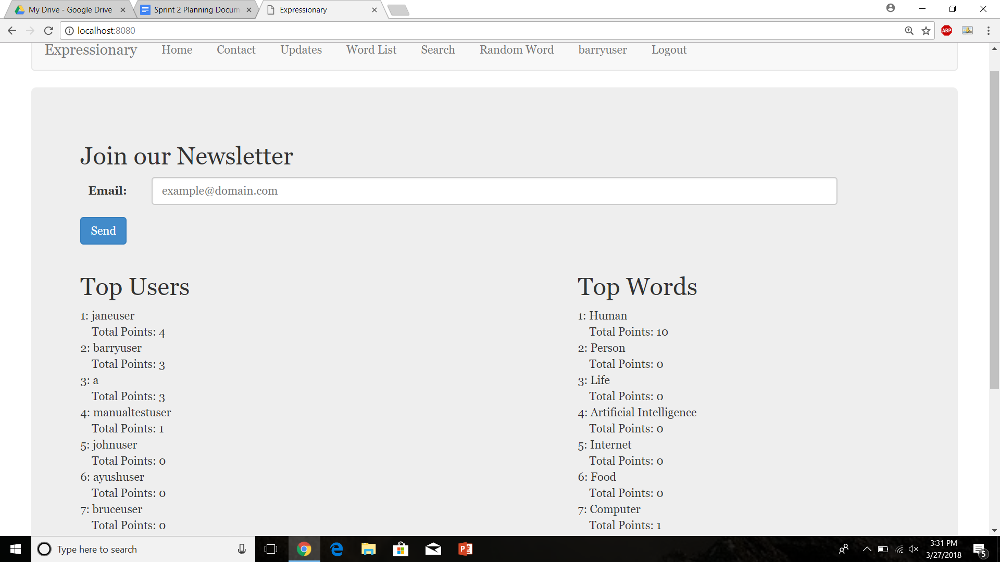 My Drive - Google Drive
Sprint 2 Planning Docum
Expressionary
localhost:8080
ABP
Expressionary Home Contact Updates Word List Search Random Word barryuser Logout
Join our Newsletter
Email: example@domain.com
Send
Top Users
1: janeuser
Total Points: 4
2: barryuser
Total Points: 3
3: a
Total Points: 3
4: manualtestuser
Total Points: 1
5: johnuser
Total Points: 0
6: ayushuser
Total Points: 0
7: bruceuser
Total Points: 0
Top Words
1: Human
Total Points: 10
2: Person
Total Points: 0
3: Life
Total Points: 0
4: Artificial Intelligence
Total Points: 0
5: Internet
Total Points: 0
6: Food
Total Points: 0
7: Computer
Total Points: 1
Type here to search
3:31 PM
3/27/2018
5